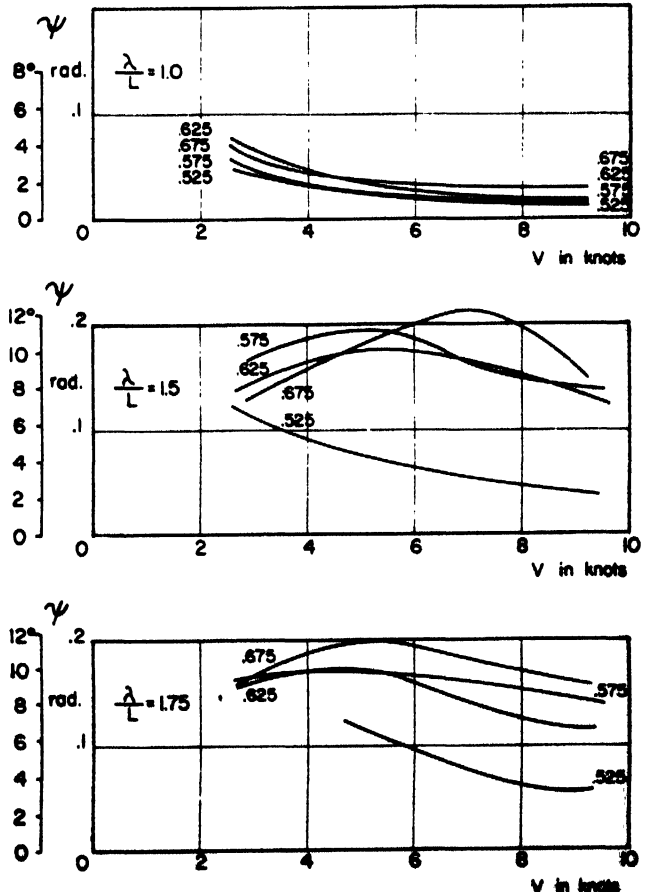 ψ
8° rad. λ/L = 1.0
6 .1
4 .625 .675 .575 .525
2 .675 .625 .575 .525
0 0 2 4 6 8 10
V in knots
ψ
12° .2
10 .575 .625
8 rad. λ/L = 1.5 .675
6 .1 .525
4
2
0 0 2 4 6 8 10
V in knots
ψ
12° .2
10 .675 .575
8 rad. λ/L = 1.75 .625
6 .1
4 .525
2
0 0 2 4 6 8 10
V in knots